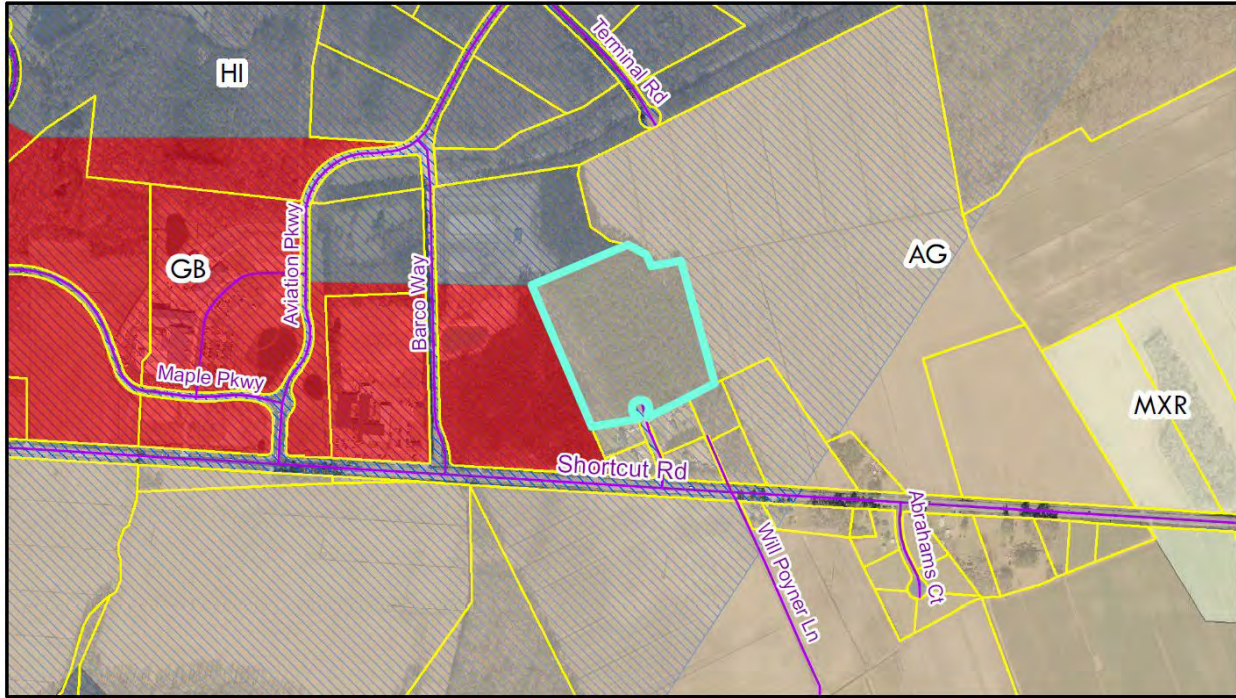 Terminal Rd
HI
AG
GB
Aviation Pkwy
Barco Way
Maple Pkwy
MXR
Shortcut Rd
Abrahams Ct
Will Poyner Ln